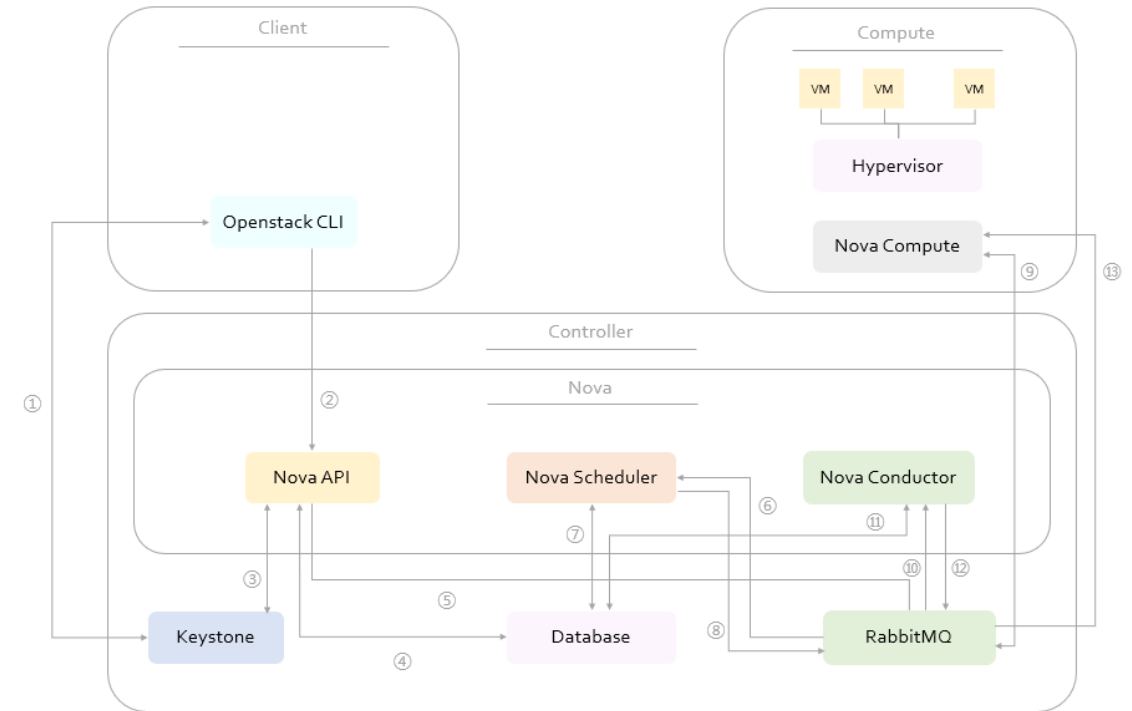 Client
Compute
VM
VM
VM
Hypervisor
Openstack CLI
Nova Compute
⑨
⑬
Controller
Nova
①
②
Nova API
Nova Scheduler
Nova Conductor
⑥
⑪
⑦
③
⑩
⑫
⑤
Keystone
Database
⑧
RabbitMQ
④